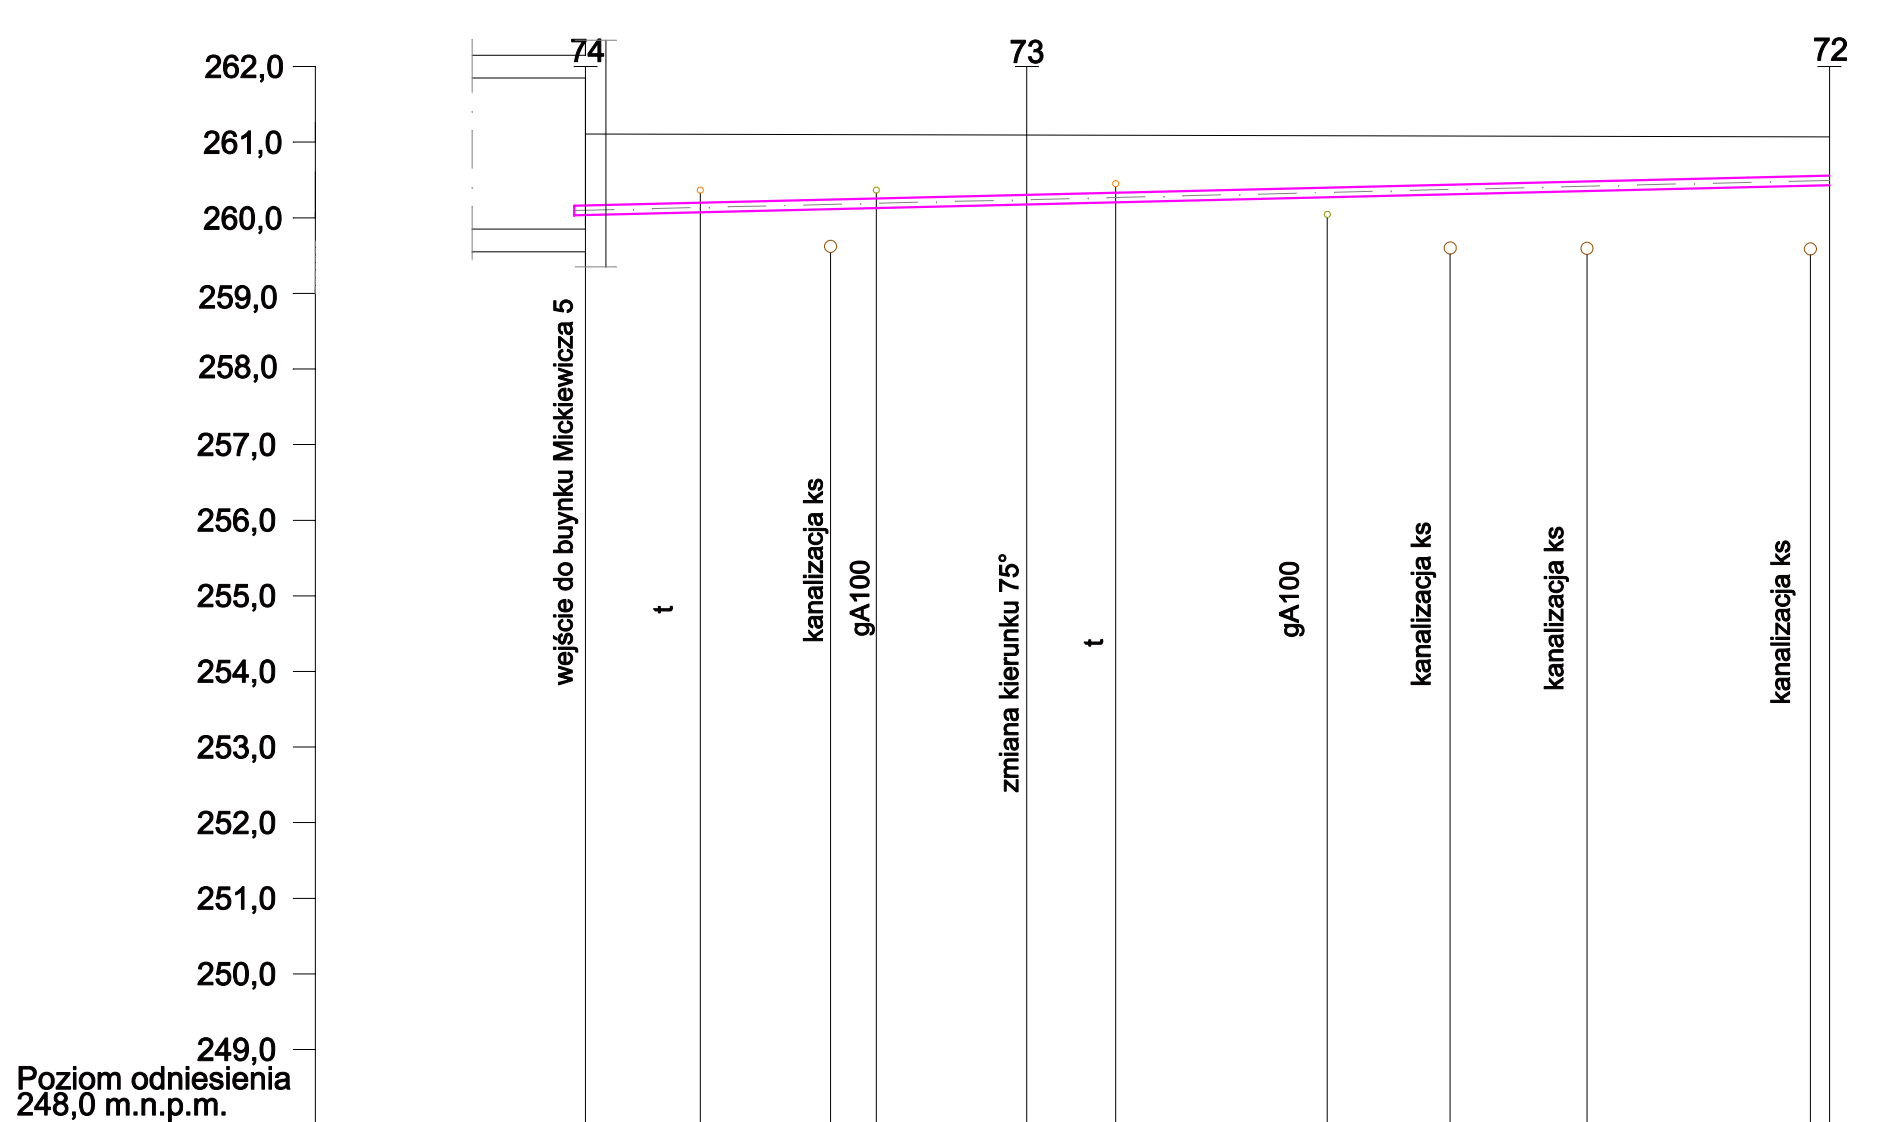 74
73
72
262,0
261,0
260,0
259,0
258,0
257,0
256,0
255,0
254,0
253,0
252,0
251,0
250,0
249,0
Poziom odniesienia
248,0 m.n.p.m.
wejście do buynku Mickiewicza 5
t
kanalizacja ks
gA100
zmiana kierunku 75°
t
gA100
kanalizacja ks
kanalizacja ks
kanalizacja ks